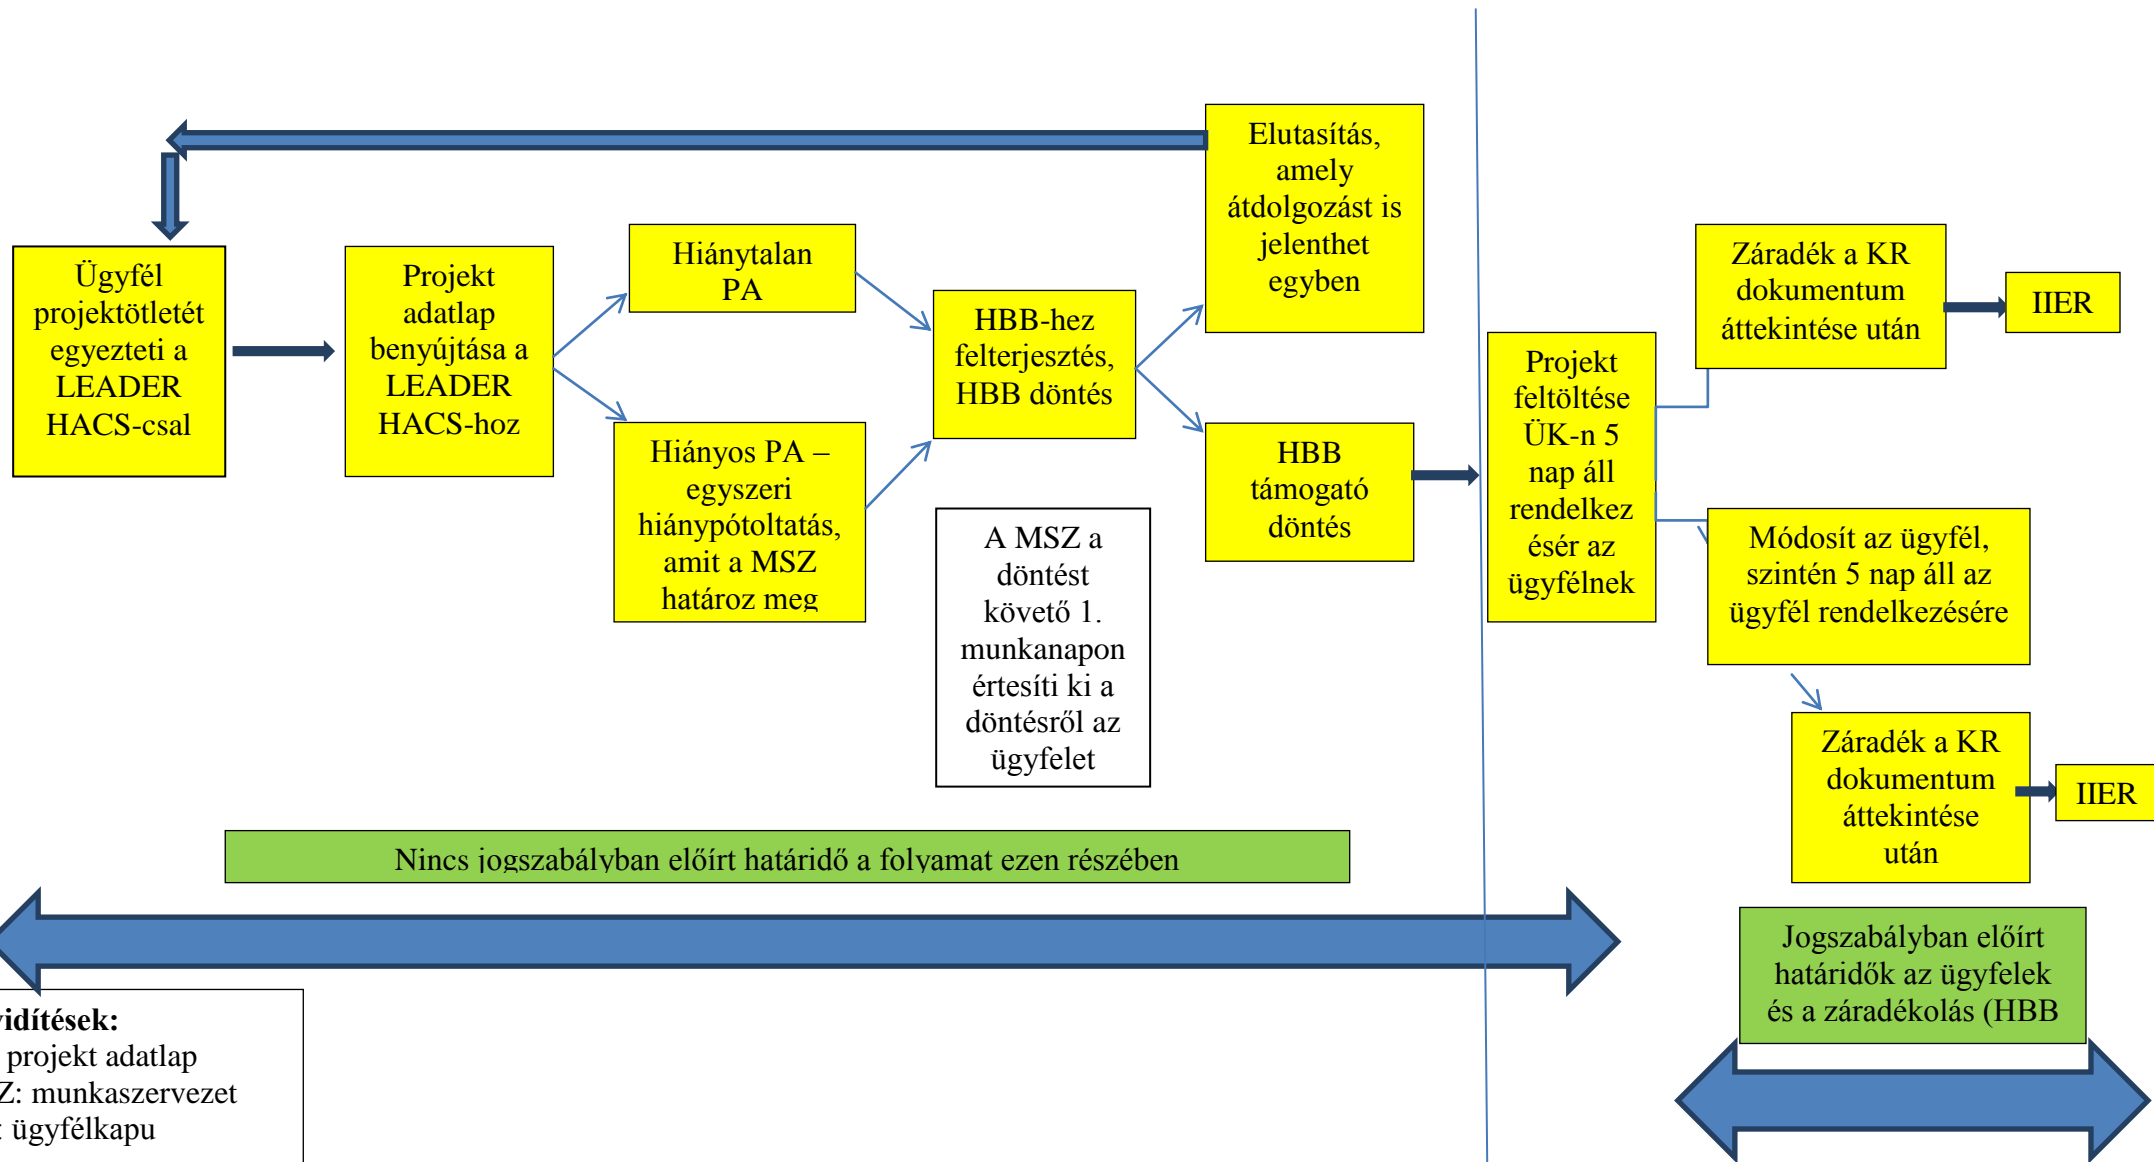 Elutasítás,
amely
átdolgozást is
jelenthet
egyben
Ügyfél
projektötletét
egyezteti a
LEADER
HACS-csal
Projekt
adatlap
benyújtása a
LEADER
HACS-hoz
Hiánytalan
PA
Hiányos PA –
egyszeri
hiánypótoltatás,
amit a MSZ
határoz meg
HBB-hez
felterjesztés,
HBB döntés
A MSZ a
döntést
követő 1.
munkanapon
értesíti ki a
döntésről az
ügyfelet
HBB
támogató
döntés
Projekt
feltöltése
ÜK-n 5
nap áll
rendelkez
ésér az
ügyfélnek
Záradék a KR
dokumentum
áttekintése után
IIER
Módosít az ügyfél,
szintén 5 nap áll az
ügyfél rendelkezésére
Záradék a KR
dokumentum
áttekintése
után
IIER
Nincs jogszabályban előírt határidő a folyamat ezen részében
Jogszabályban előírt
határidők az ügyfelek
és a záradékolás (HBB
vidítések:
projekt adatlap
Z: munkaszervezet
: ügyfélkapu